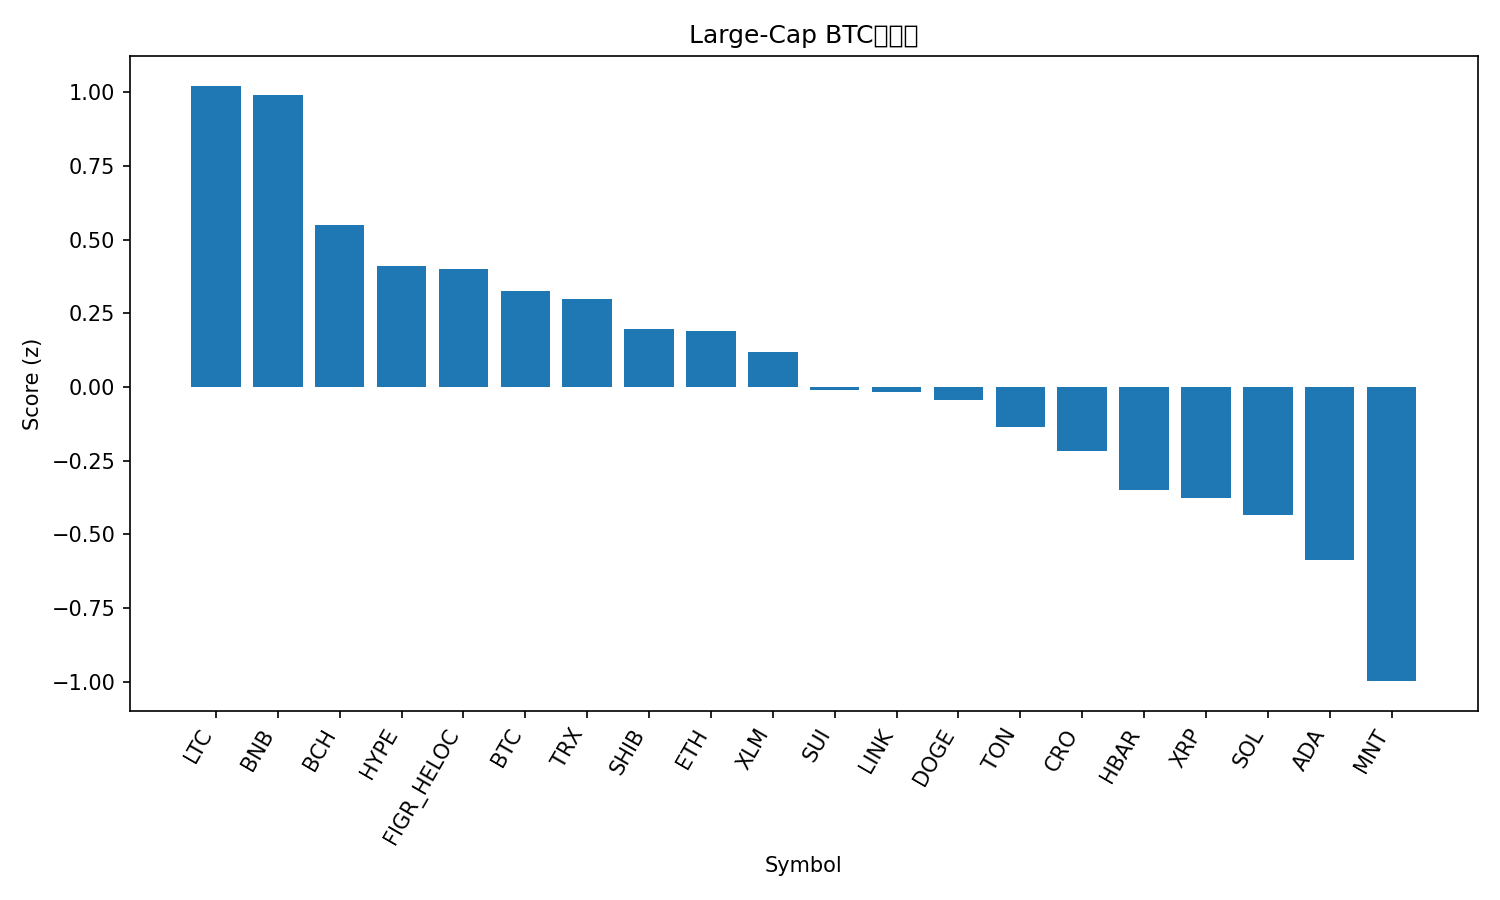 Large-Cap BTC
1.00
0.75
0.50
0.25
0.00
−0.25
−0.50
−0.75
−1.00
Score (z)
LTC
BNB
BCH
HYPE
FIGR_HELOC
BTC
TRX
SHIB
ETH
XLM
SUI
LINK
DOGE
TON
CRO
HBAR
XRP
SOL
ADA
MNT
Symbol